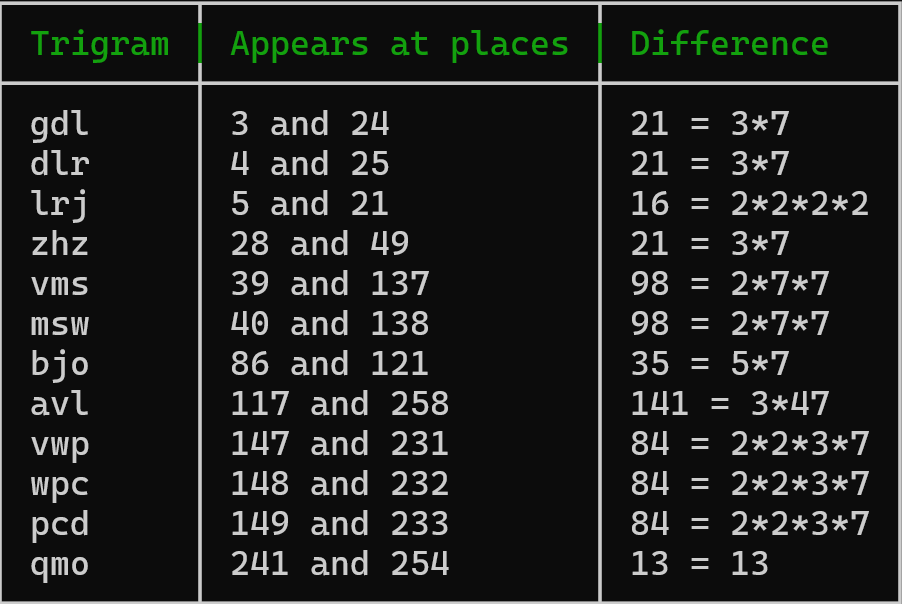 Trigram Appears at places Difference
gdl 3 and 24 21 = 3*7
dlr 4 and 25 21 = 3*7
lrj 5 and 21 16 = 2*2*2*2
zhz 28 and 49 21 = 3*7
vms 39 and 137 98 = 2*7*7
msw 40 and 138 98 = 2*7*7
bjo 86 and 121 35 = 5*7
avl 117 and 258 141 = 3*47
vwp 147 and 231 84 = 2*2*3*7
wpc 148 and 232 84 = 2*2*3*7
pcd 149 and 233 84 = 2*2*3*7
qmo 241 and 254 13 = 13